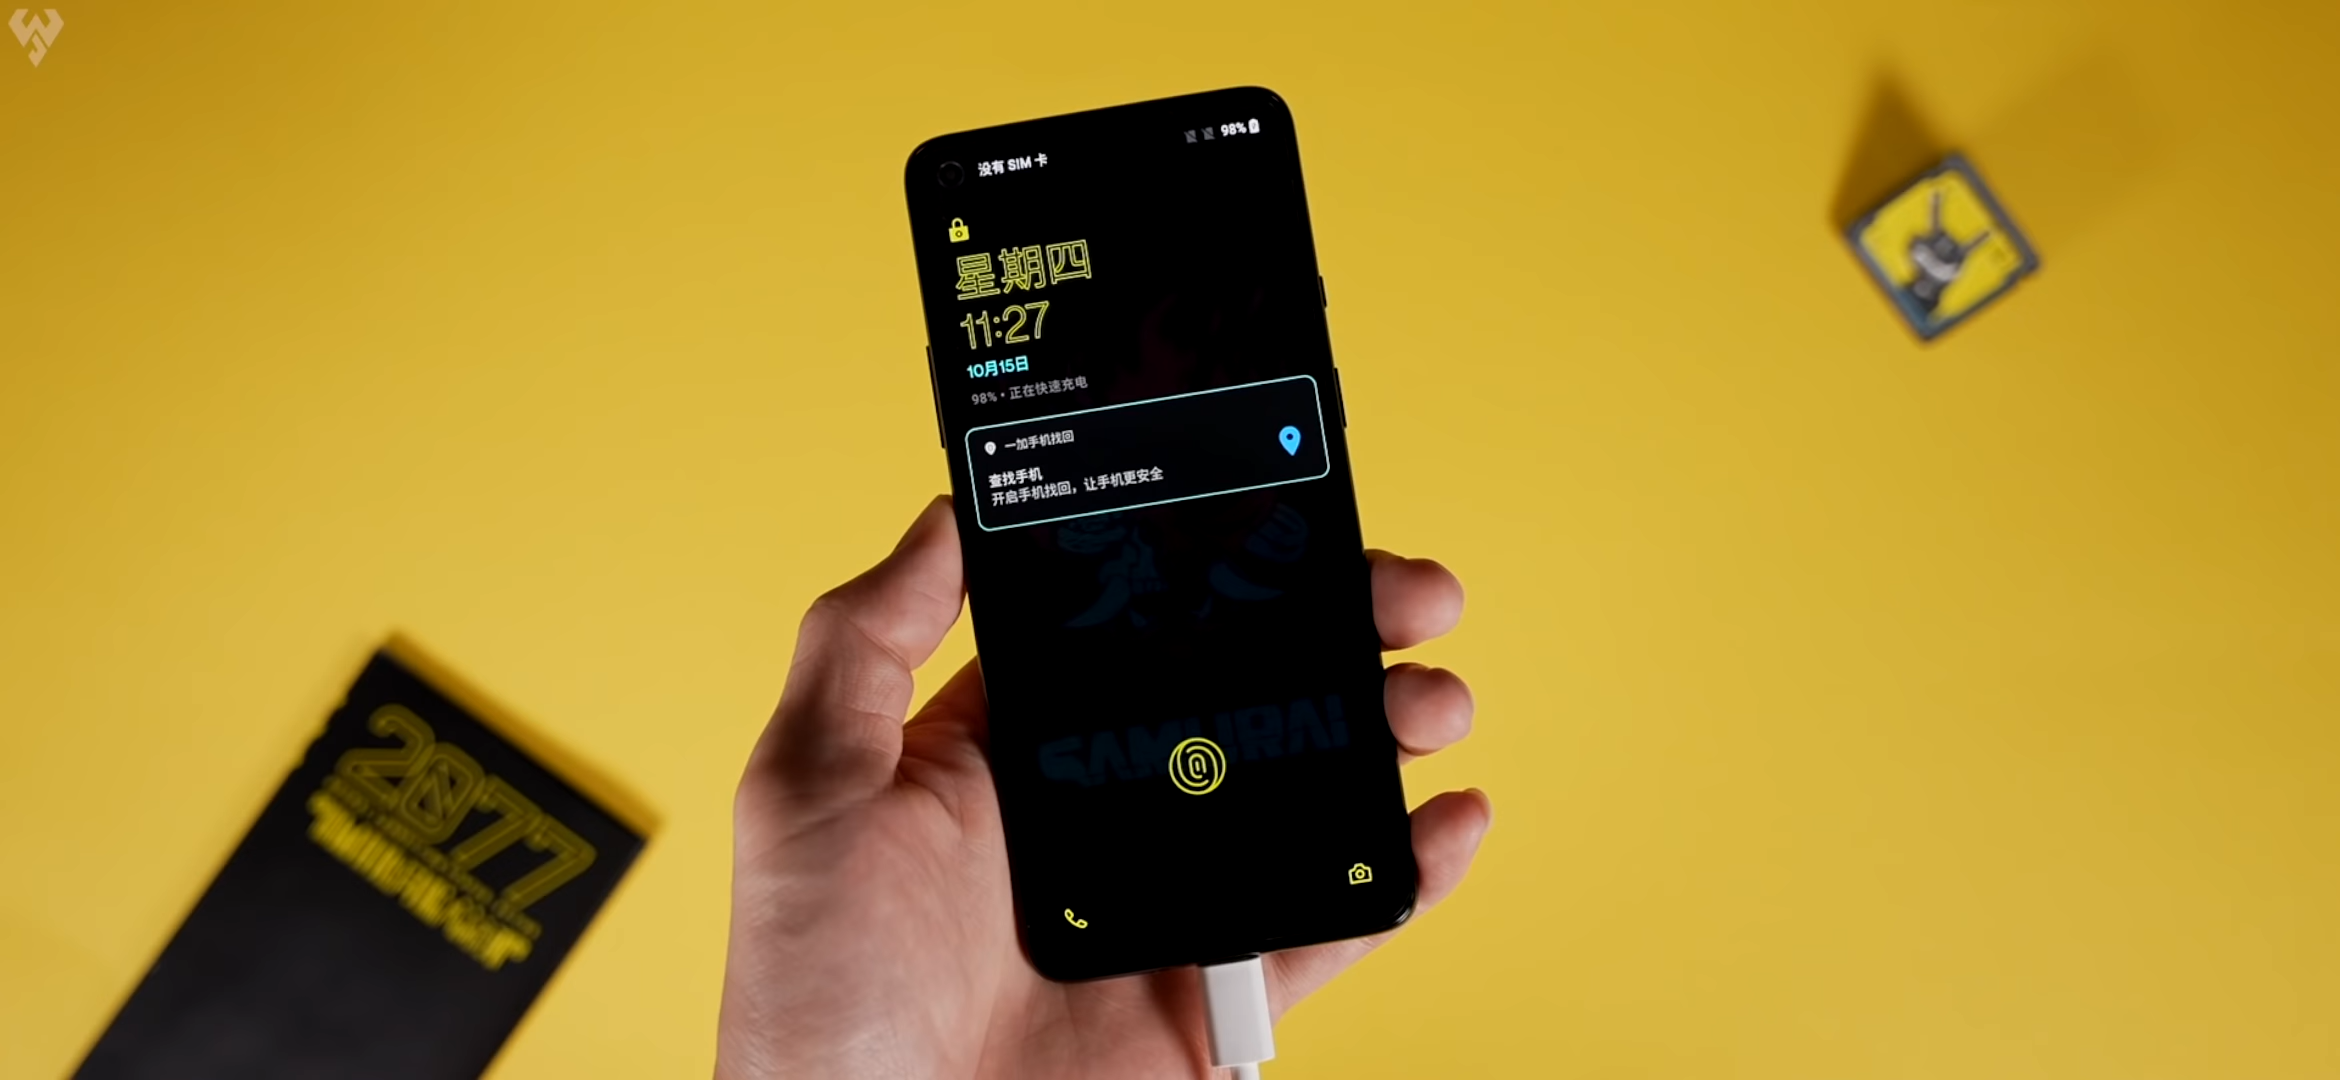 没有 SIM 卡
98%
星期四
11:27
10月15日
98% • 正在快速充电
一加手机找回
查找手机
开启手机找回，让手机更安全
SAMURAI
2077